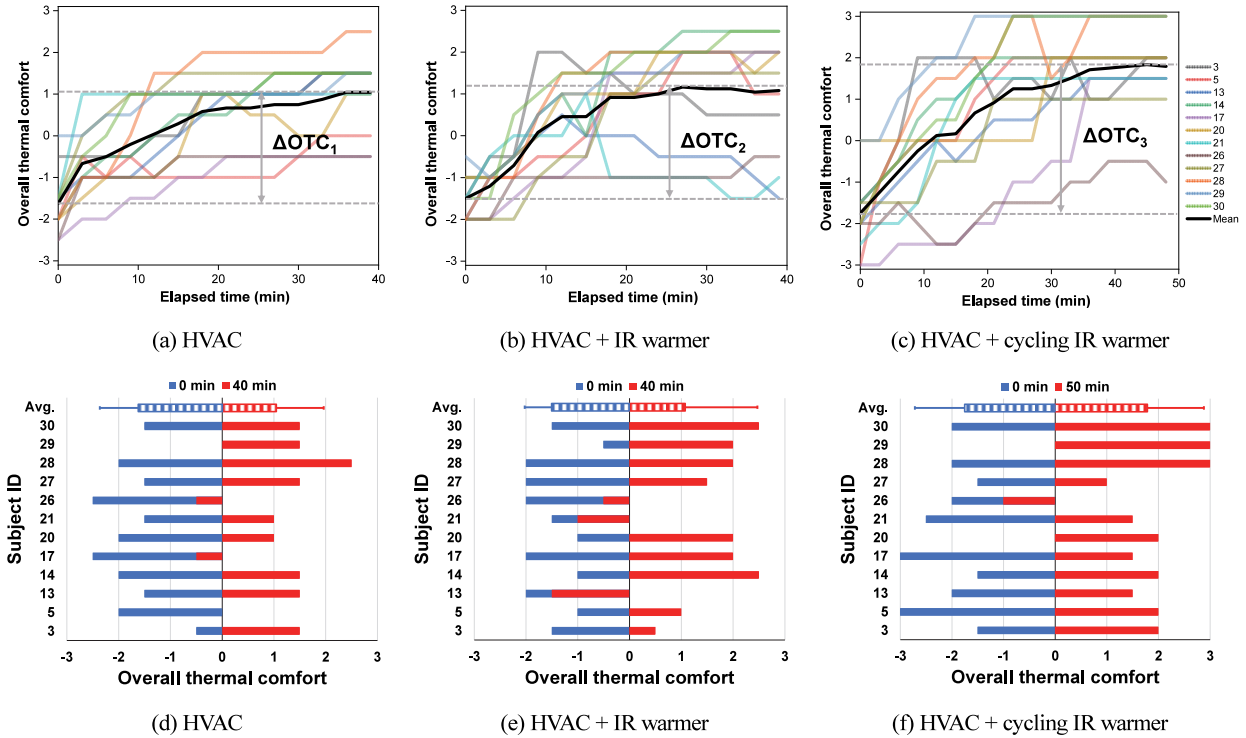 Overall thermal comfort
3
2
1
0
-1
-2
-3
ΔOTC1
0 10 20 30 40
Elapsed time (min)
(a) HVAC
Overall thermal comfort
3
2
1
0
-1
-2
-3
ΔOTC2
0 10 20 30 40
Elapsed time (min)
(b) HVAC + IR warmer
Overall thermal comfort
3
2
1
0
-1
-2
-3
ΔOTC3
0 10 20 30 40 50
Elapsed time (min)
(c) HVAC + cycling IR warmer
3
5
13
14
17
20
21
26
27
28
29
30
Mean
0 min 40 min
Subject ID
Avg.
30
29
28
27
26
21
20
17
14
13
5
3
-3 -2 -1 0 1 2 3
Overall thermal comfort
(d) HVAC
0 min 40 min
Subject ID
Avg.
30
29
28
27
26
21
20
17
14
13
5
3
-3 -2 -1 0 1 2 3
Overall thermal comfort
(e) HVAC + IR warmer
0 min 50 min
Subject ID
Avg.
30
29
28
27
26
21
20
17
14
13
5
3
-3 -2 -1 0 1 2 3
Overall thermal comfort
(f) HVAC + cycling IR warmer